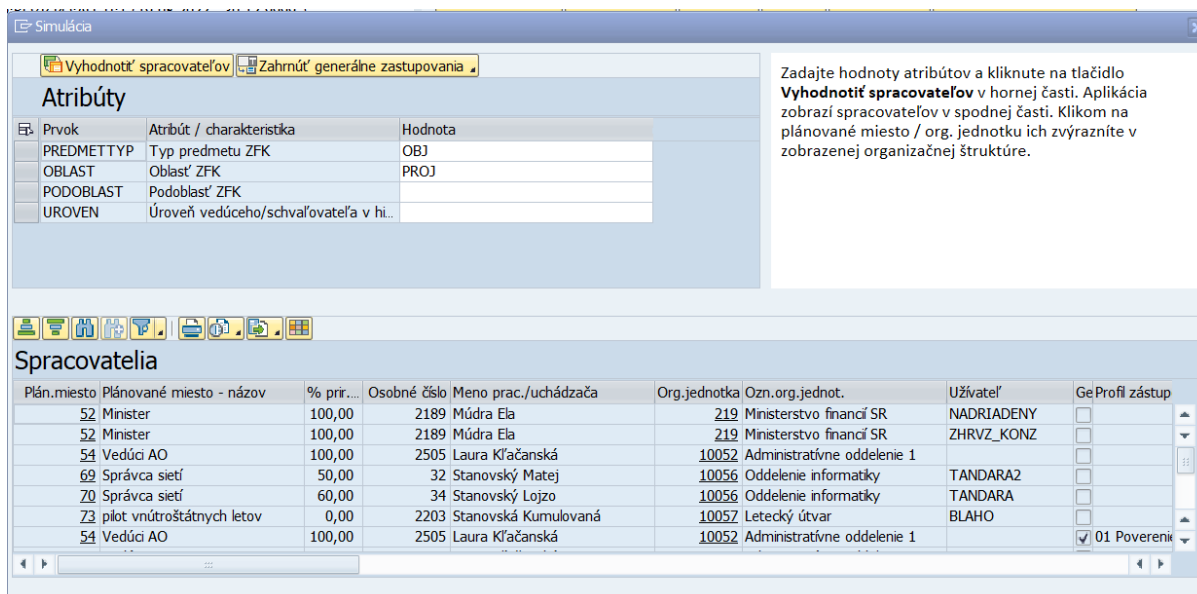 Simulácia
Vyhodnotiť spracovateľov Zahrnúť generálne zastupovania
Atribúty
Prvok Atribút / charakteristika Hodnota
PREDMETTYP Typ predmetu ZFK OBJ
OBLAST Oblasť ZFK PROJ
PODOBLAST Podoblasť ZFK
UROVEN Úroveň vedúceho/schvaľovateľa v hi...
Zadajte hodnoty atribútov a kliknute na tlačidlo
Vyhodnotiť spracovateľov v hornej časti. Aplikácia
zobrazí spracovateľov v spodnej časti. Klikom na
plánované miesto / org. jednotku ich zvýrazníte v
zobrazenej organizačnej štruktúre.
Spracovatelia
Plán.miesto Plánované miesto - názov % prir.... Osobné číslo Meno prac./uchádzača Org.jednotka Ozn.org.jednot. Užívateľ Ge Profil zástup
52 Minister 100,00 2189 Múdra Ela 219 Ministerstvo financií SR NADRIADENY
52 Minister 100,00 2189 Múdra Ela 219 Ministerstvo financií SR ZHRVZ_KONZ
54 Vedúci AO 100,00 2505 Laura Kľačanská 10052 Administratívne oddelenie 1
69 Správca sietí 50,00 32 Stanovský Matej 10056 Oddelenie informatiky TANDARA2
70 Správca sietí 60,00 34 Stanovský Lojzo 10056 Oddelenie informatiky TANDARA
73 pilot vnútroštátnych letov 0,00 2203 Stanovská Kumulovaná 10057 Letecký útvar BLAHO
54 Vedúci AO 100,00 2505 Laura Kľačanská 10052 Administratívne oddelenie 1 01 Poverenie